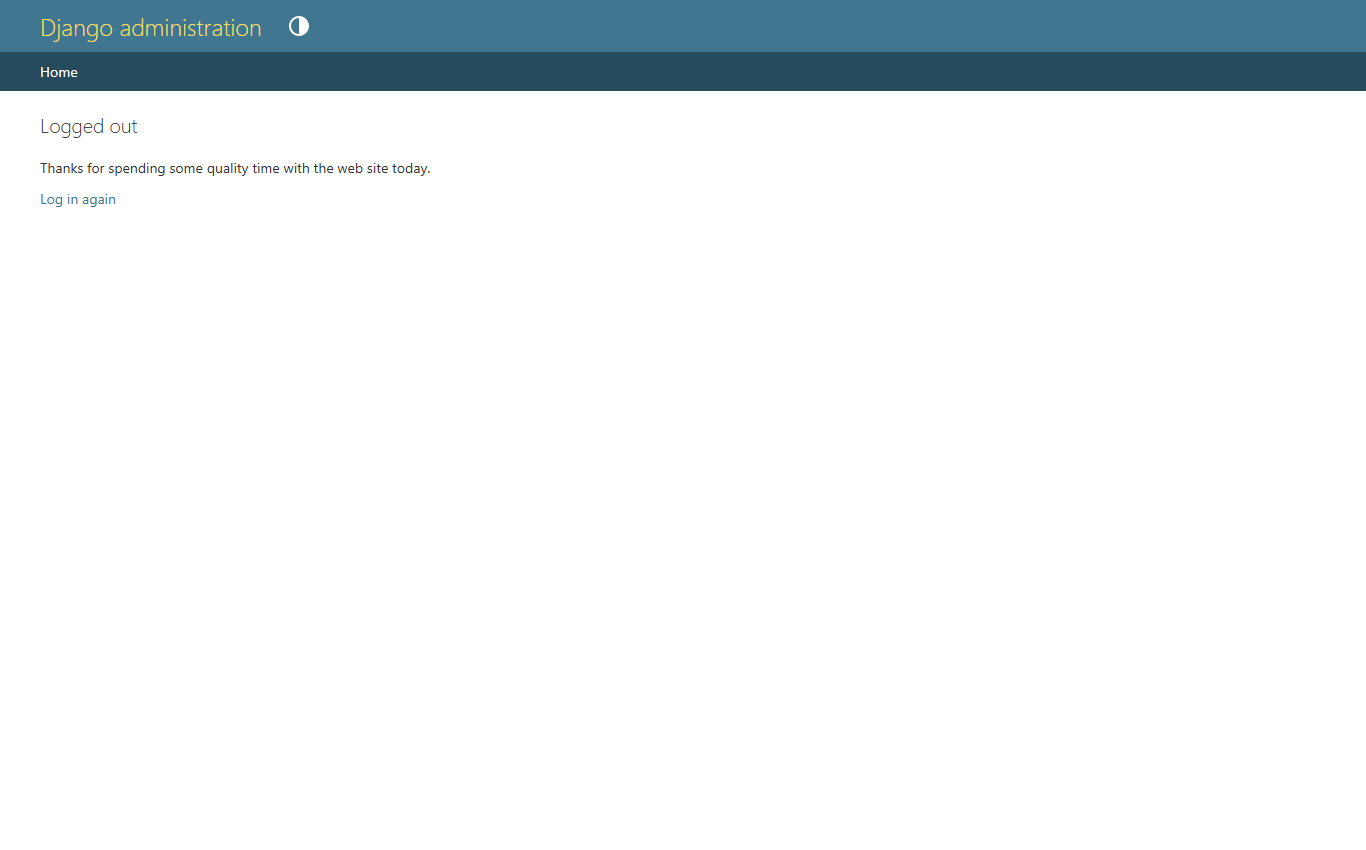 Django administration
Home
Logged out
Thanks for spending some quality time with the web site today.
Log in again